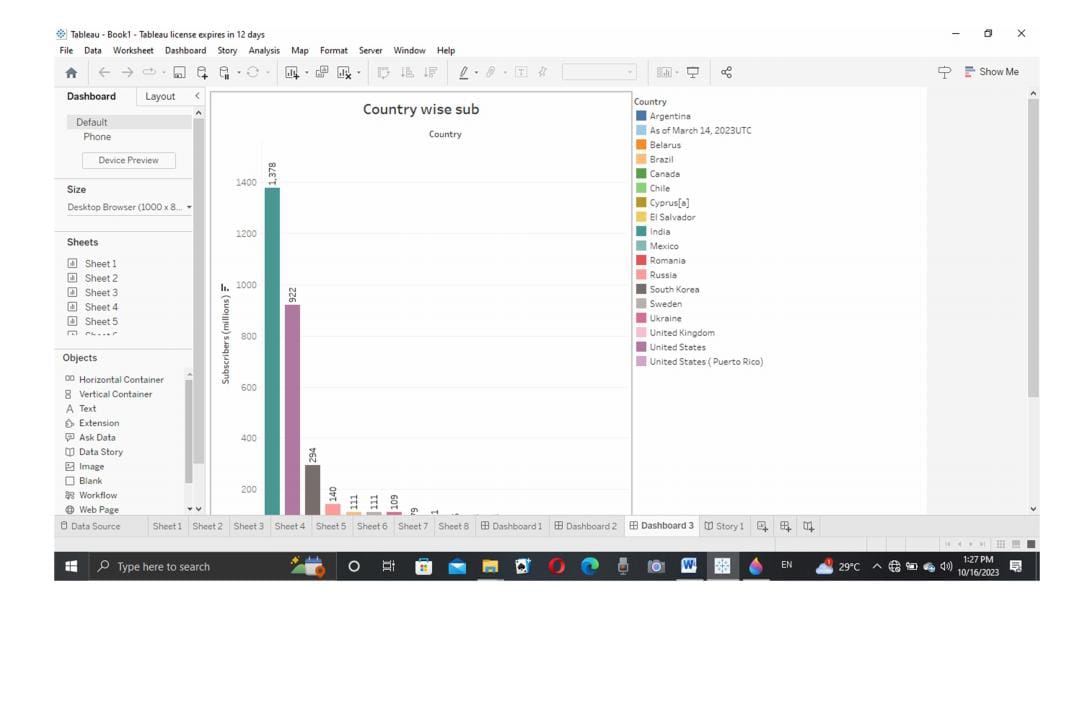 Tableau - Book1 - Tableau license expires in 12 days
File Data Worksheet Dashboard Story Analysis Map Format Server Window Help
Show Me
Dashboard Layout
Default
Phone
Device Preview
Size
Desktop Browser (1000 x 8...
Sheets
Sheet 1
Sheet 2
Sheet 3
Sheet 4
Sheet 5
Objects
Horizontal Container
Vertical Container
Text
Extension
Ask Data
Data Story
Image
Blank
Workflow
Web Page
Country wise sub
Country
Subscribers (millions)
1400
1200
1000
800
600
400
200
1,378
922
294
140
111
111
109
Country
Argentina
As of March 14, 2023UTC
Belarus
Brazil
Canada
Chile
Cyprus[a]
El Salvador
India
Mexico
Romania
Russia
South Korea
Sweden
Ukraine
United Kingdom
United States
United States ( Puerto Rico)
Data Source Sheet 1 Sheet 2 Sheet 3 Sheet 4 Sheet 5 Sheet 6 Sheet 7 Sheet 8 Dashboard 1 Dashboard 2 Dashboard 3 Story 1
Type here to search
EN
29°C
1:27 PM
10/16/2023